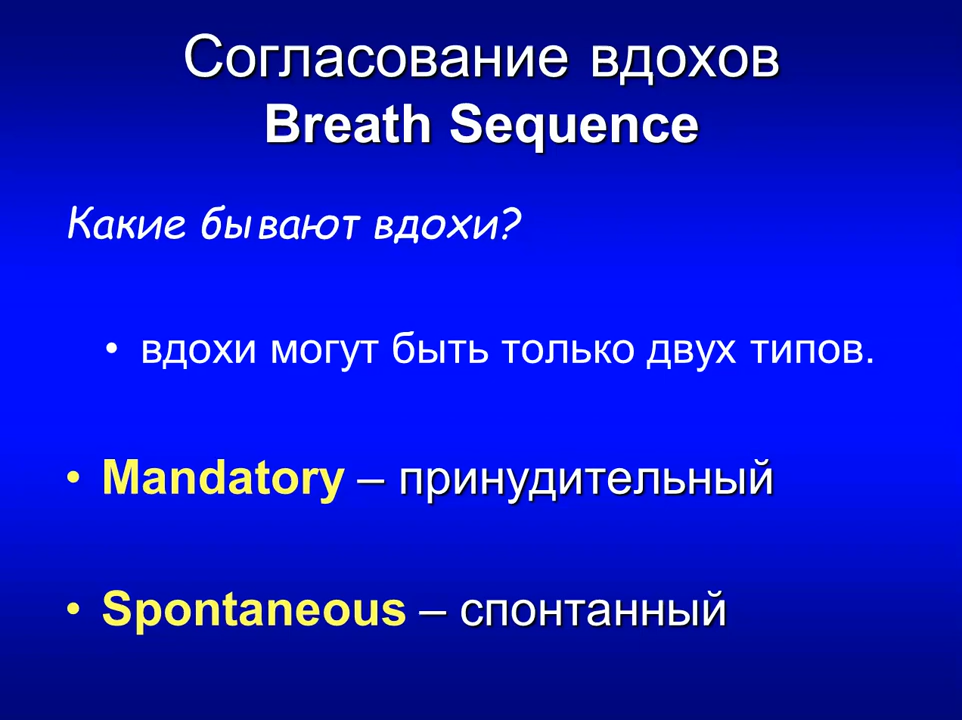 Согласование вдохов
Breath Sequence
Какие бывают вдохи?
• вдохи могут быть только двух типов.
• Mandatory – принудительный
• Spontaneous – спонтанный